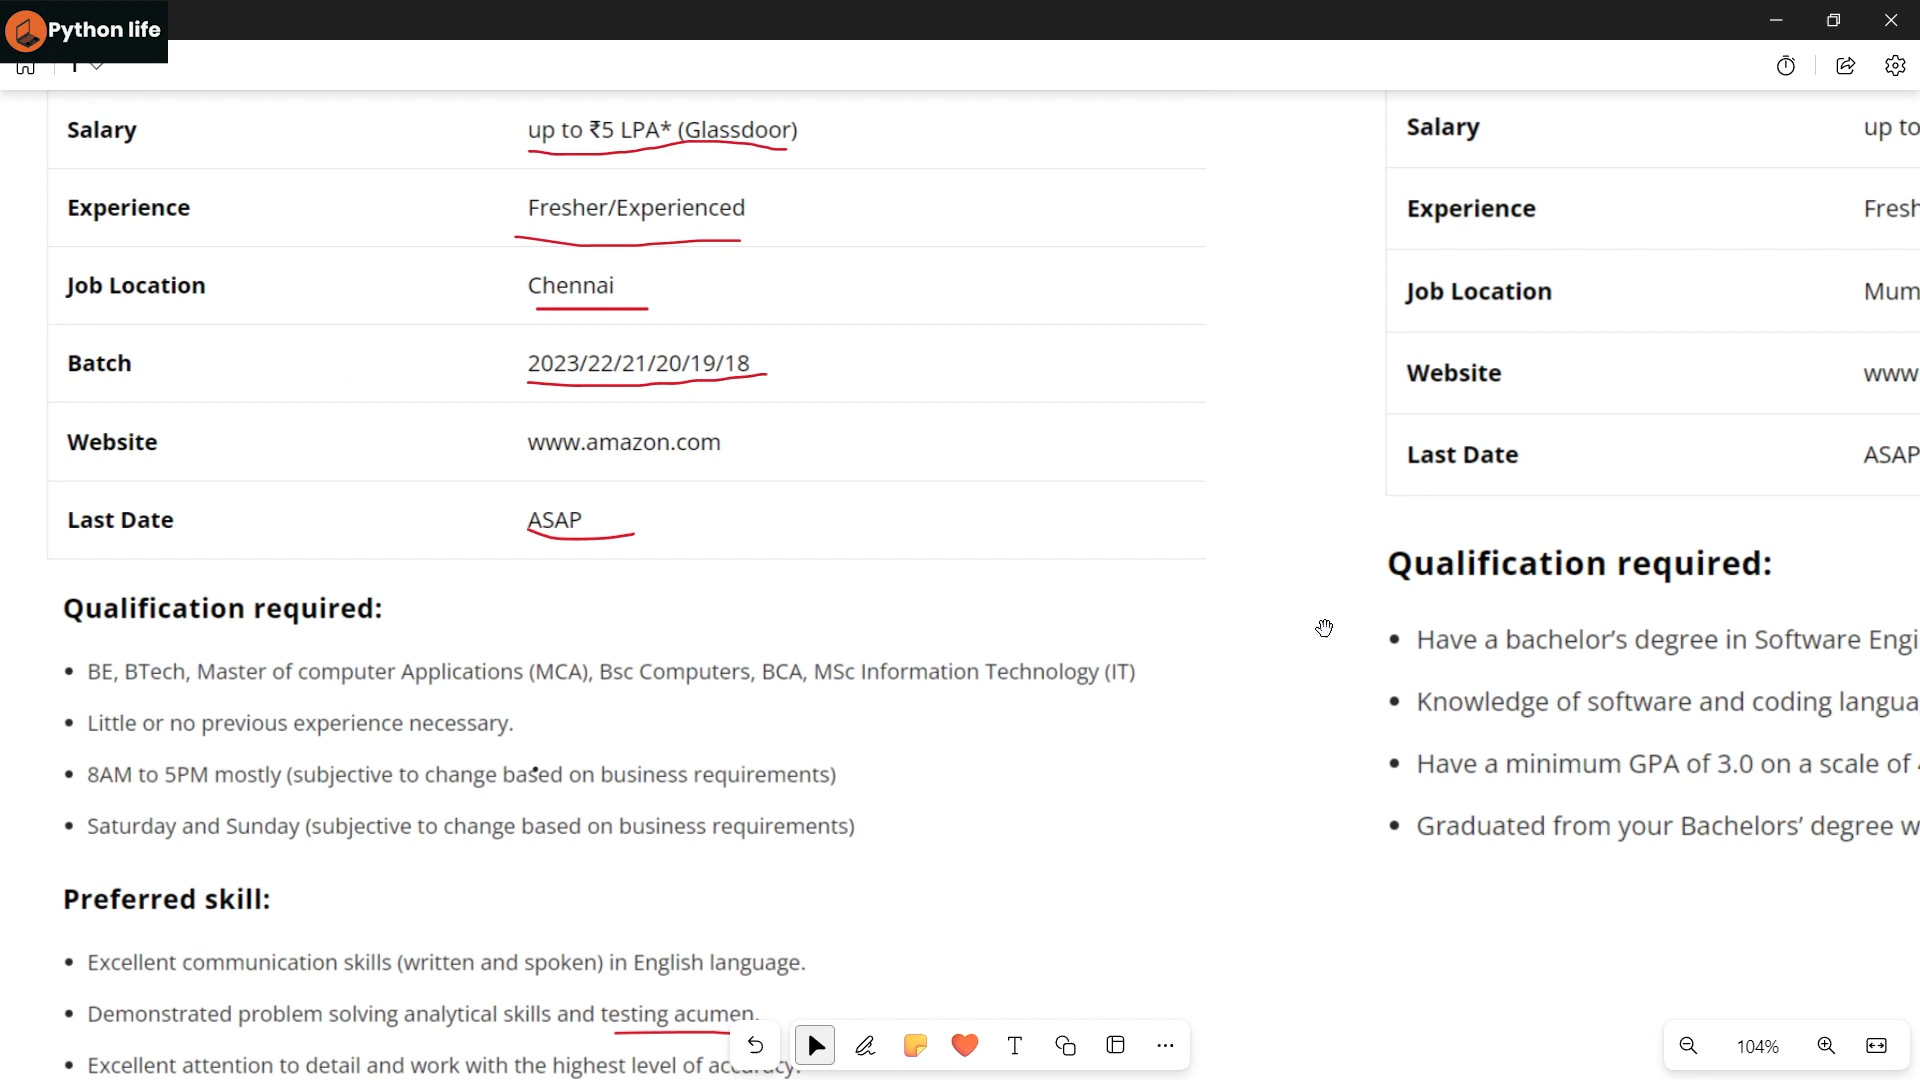 Python life
Salary up to ₹5 LPA* (Glassdoor)
Experience Fresher/Experienced
Job Location Chennai
Batch 2023/22/21/20/19/18
Website www.amazon.com
Last Date ASAP
Qualification required:
• BE, BTech, Master of computer Applications (MCA), Bsc Computers, BCA, MSc Information Technology (IT)
• Little or no previous experience necessary.
• 8AM to 5PM mostly (subjective to change based on business requirements)
• Saturday and Sunday (subjective to change based on business requirements)
Preferred skill:
• Excellent communication skills (written and spoken) in English language.
• Demonstrated problem solving analytical skills and testing acumen.
• Excellent attention to detail and work with the highest level of accuracy.
Salary up to
Experience Fresh
Job Location Mum
Website www
Last Date ASAP
Qualification required:
• Have a bachelor’s degree in Software Engi
• Knowledge of software and coding langua
• Have a minimum GPA of 3.0 on a scale of
• Graduated from your Bachelors’ degree w
104%